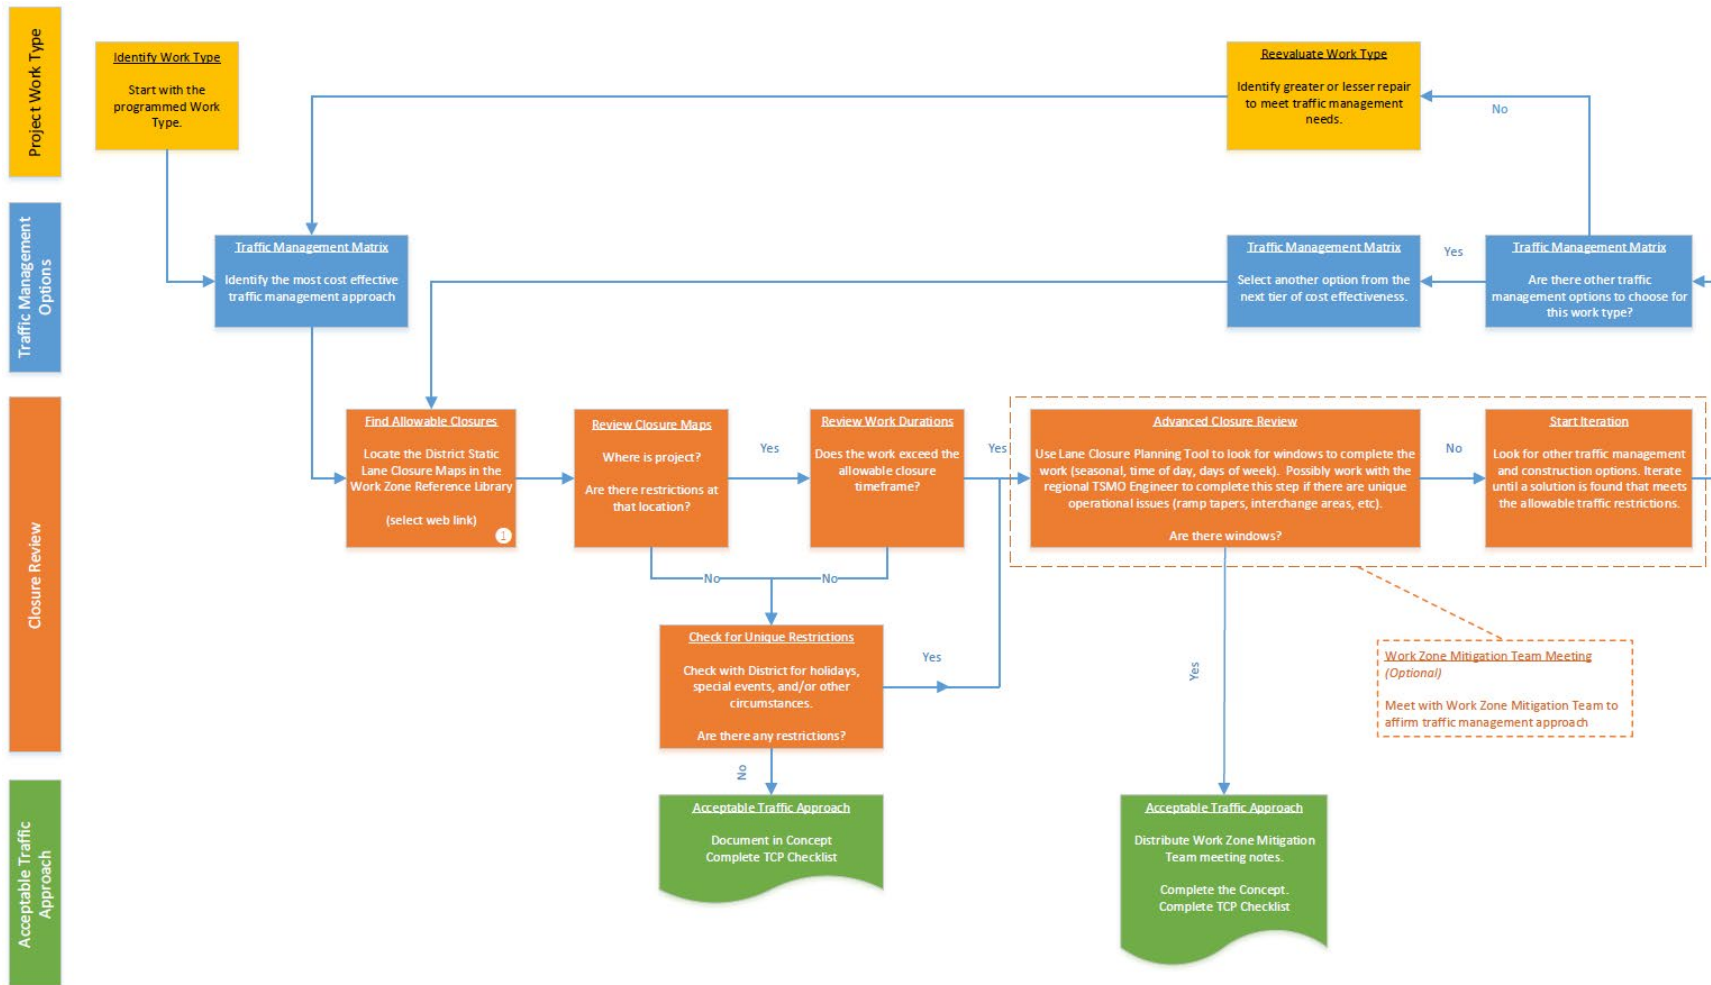 Project Work Type
Identify Work Type
Start with the
programmed Work
Type.
Reevaluate Work Type
Identify greater or lesser repair
to meet traffic management
needs.
No
Traffic Management
Options
Traffic Management Matrix
Identify the most cost effective
traffic management approach
Traffic Management Matrix
Select another option from the
next tier of cost effectiveness.
Yes
Traffic Management Matrix
Are there other traffic
management options to choose for
this work type?
Closure Review
Find Allowable Closures
Locate the District Static
Lane Closure Maps in the
Work Zone Reference Library
(select web link)
1
Review Closure Maps
Where is project?
Are there restrictions at
that location?
Yes
Review Work Durations
Does the work exceed the
allowable closure
timeframe?
Yes
Advanced Closure Review
Use Lane Closure Planning Tool to look for windows to complete the
work (seasonal, time of day, days of week).  Possibly work with the
regional TSMO Engineer to complete this step if there are unique
operational issues (ramp tapers, interchange areas, etc).
Are there windows?
No
Start Iteration
Look for other traffic management
and construction options. Iterate
until a solution is found that meets
the allowable traffic restrictions.
No
No
Check for Unique Restrictions
Check with District for holidays,
special events, and/or other
circumstances.
Are there any restrictions?
Yes
Yes
Work Zone Mitigation Team Meeting
(Optional)
Meet with Work Zone Mitigation Team to
affirm traffic management approach
No
Acceptable Traffic
Approach
Acceptable Traffic Approach
Document in Concept
Complete TCP Checklist
Acceptable Traffic Approach
Distribute Work Zone Mitigation
Team meeting notes.
Complete the Concept.
Complete TCP Checklist